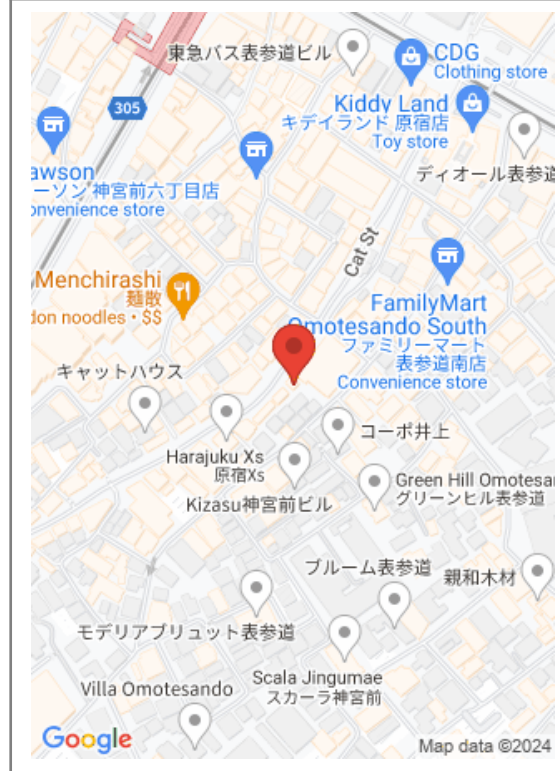 東急バス表参道ビル
CDG
Clothing store
305
Kiddy Land
キデイランド 原宿店
Toy store
ディオール表参道
awson
ーソン 神宮前六丁目店
onvenience store
Cat St
Menchirashi
麺散
don noodles • $$
FamilyMart
Omotesando South
ファミリーマート
表参道南店
Convenience store
キャットハウス
コーポ井上
Harajuku Xs
原宿Xs
Green Hill Omotesan
グリーンヒル表参道
Kizasu神宮前ビル
ブルーム表参道
親和木材
モデリアブリュット表参道
Scala Jingumae
スカーラ神宮前
Villa Omotesando
Google
Map data ©2024